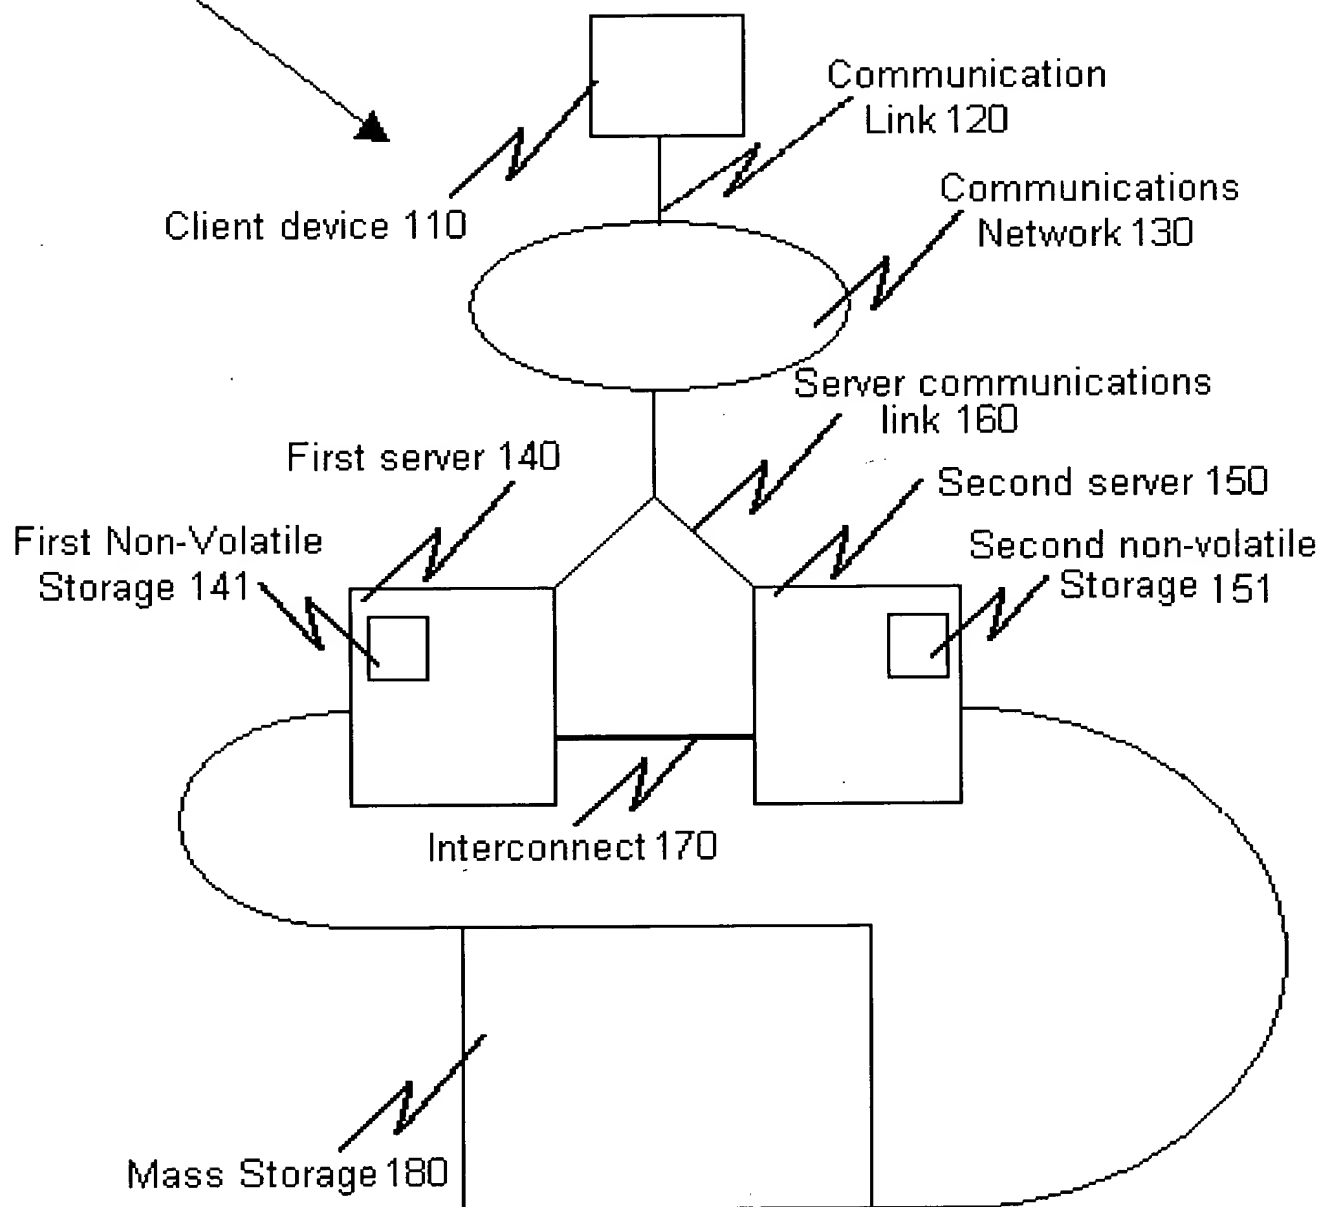 Communication
Link 120
Client device 110
Communications
Network 130
Server communications
link 160
First server 140
Second server 150
First Non-Volatile
Storage 141
Second non-volatile
Storage 151
Interconnect 170
Mass Storage 180